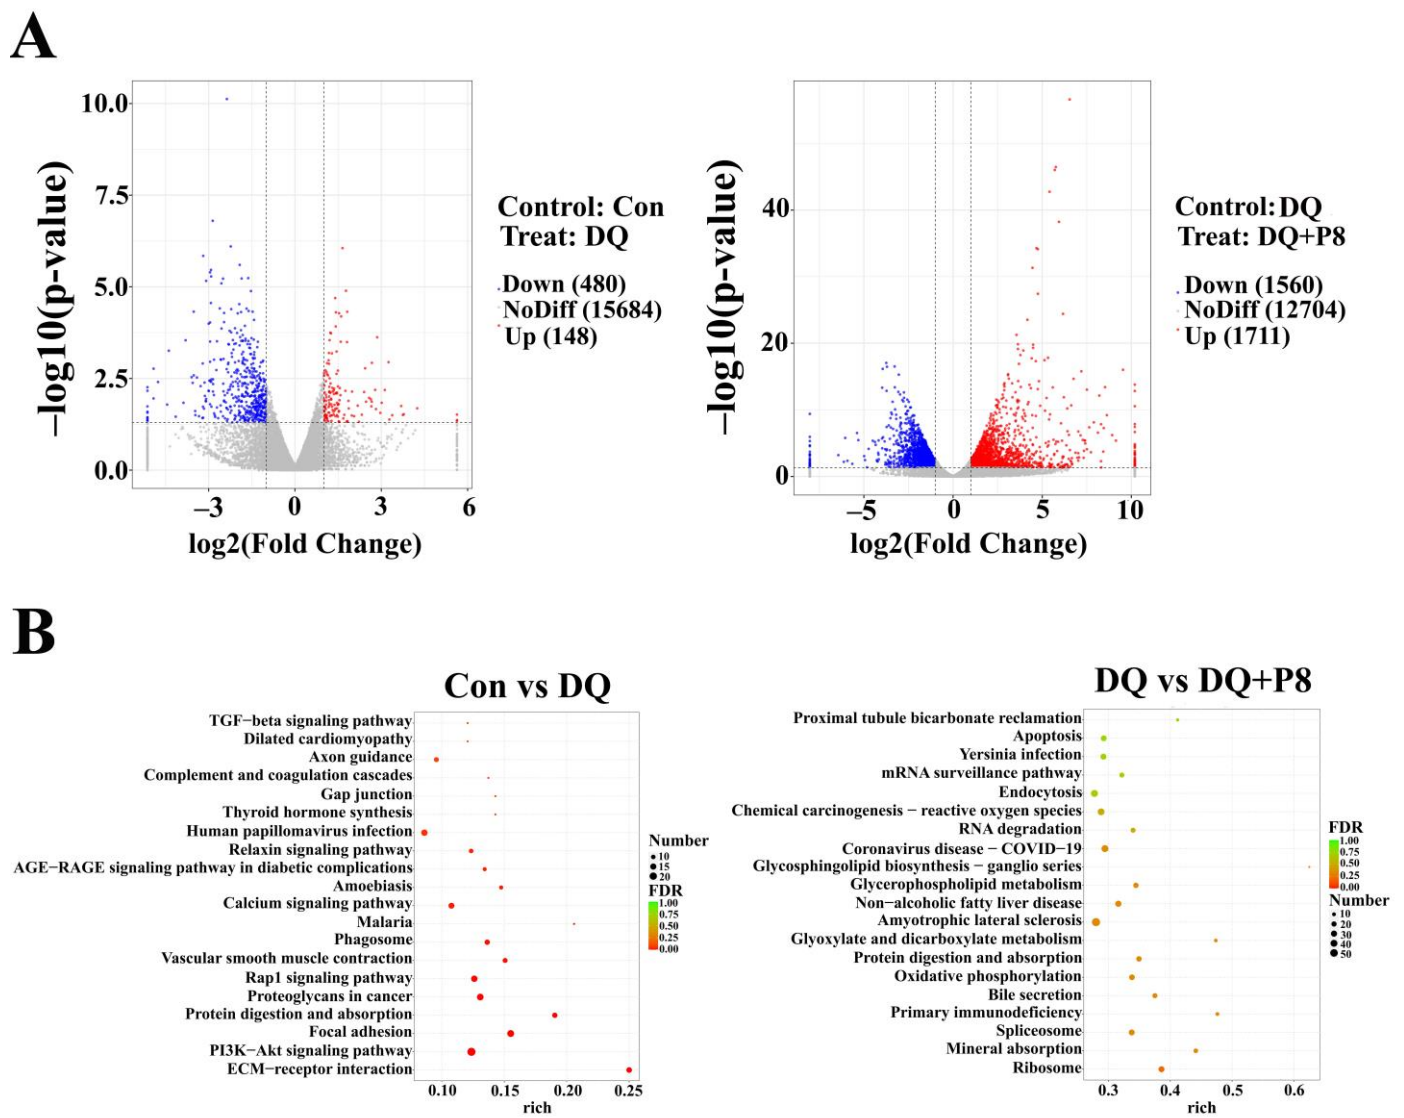 A
10.0
7.5
5.0
2.5
0.0
−log10(p-value)
−3
0
3
6
log2(Fold Change)
Control: Con
Treat: DQ
Down (480)
NoDiff (15684)
Up (148)
40
20
0
−log10(p-value)
−5
0
5
10
log2(Fold Change)
Control:DQ
Treat: DQ+P8
Down (1560)
NoDiff (12704)
Up (1711)
B
Con vs DQ
TGF−beta signaling pathway
Dilated cardiomyopathy
Axon guidance
Complement and coagulation cascades
Gap junction
Thyroid hormone synthesis
Human papillomavirus infection
Relaxin signaling pathway
AGE−RAGE signaling pathway in diabetic complications
Amoebiasis
Calcium signaling pathway
Malaria
Phagosome
Vascular smooth muscle contraction
Rap1 signaling pathway
Proteoglycans in cancer
Protein digestion and absorption
Focal adhesion
PI3K−Akt signaling pathway
ECM−receptor interaction
0.10
0.15
0.20
0.25
rich
Number
10
15
20
FDR
1.00
0.75
0.50
0.25
0.00
DQ vs DQ+P8
Proximal tubule bicarbonate reclamation
Apoptosis
Yersinia infection
mRNA surveillance pathway
Endocytosis
Chemical carcinogenesis − reactive oxygen species
RNA degradation
Coronavirus disease − COVID−19
Glycosphingolipid biosynthesis − ganglio series
Glycerophospholipid metabolism
Non−alcoholic fatty liver disease
Amyotrophic lateral sclerosis
Glyoxylate and dicarboxylate metabolism
Protein digestion and absorption
Oxidative phosphorylation
Bile secretion
Primary immunodeficiency
Spliceosome
Mineral absorption
Ribosome
0.3
0.4
0.5
0.6
rich
FDR
1.00
0.75
0.50
0.25
0.00
Number
10
20
30
40
50